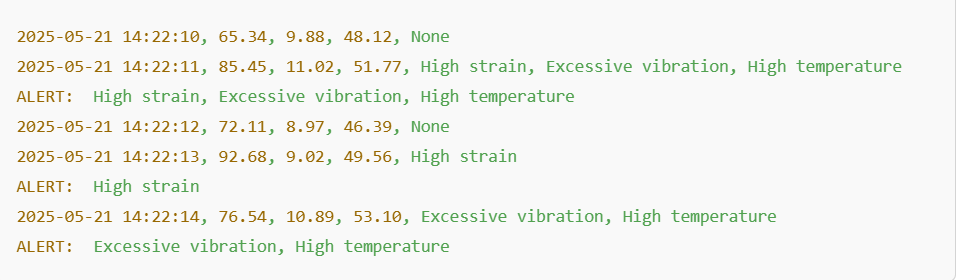 2025-05-21 14:22:10, 65.34, 9.88, 48.12, None
2025-05-21 14:22:11, 85.45, 11.02, 51.77, High strain, Excessive vibration, High temperature
ALERT:  High strain, Excessive vibration, High temperature
2025-05-21 14:22:12, 72.11, 8.97, 46.39, None
2025-05-21 14:22:13, 92.68, 9.02, 49.56, High strain
ALERT:  High strain
2025-05-21 14:22:14, 76.54, 10.89, 53.10, Excessive vibration, High temperature
ALERT:  Excessive vibration, High temperature